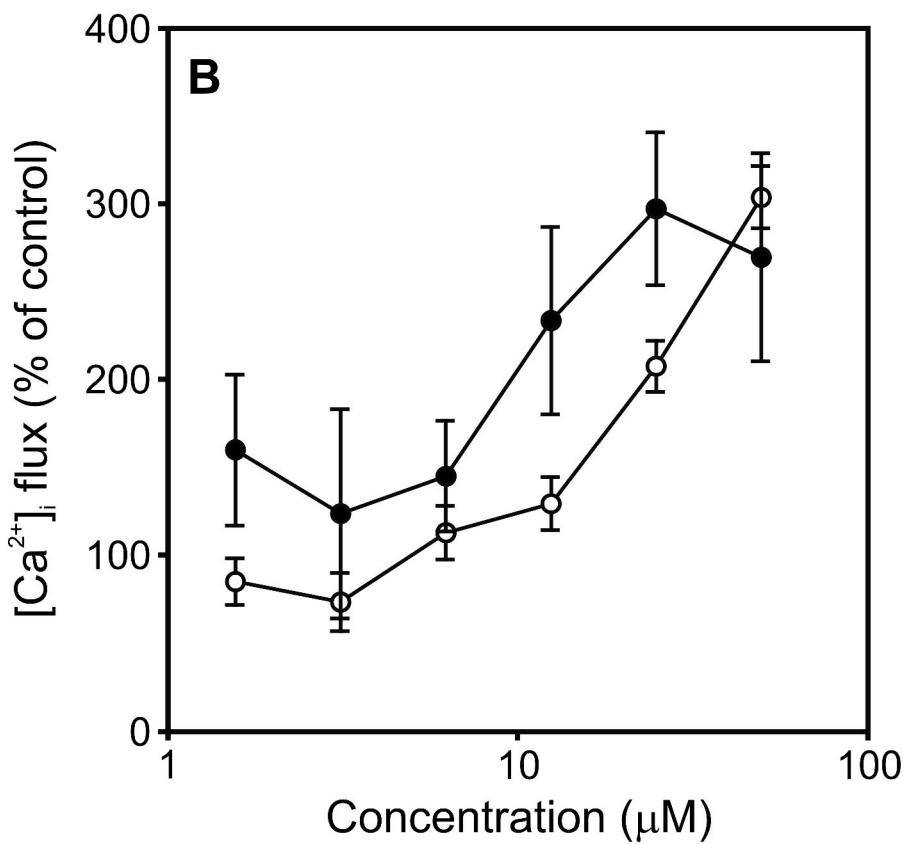 B
400
300
200
100
0
[Ca²⁺]ᵢ flux (% of control)
1 10 100
Concentration (μM)